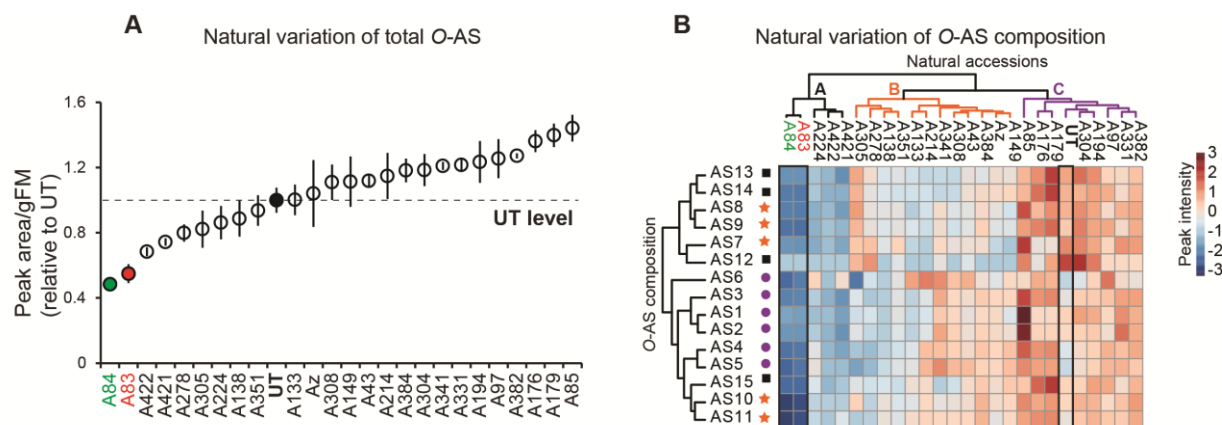 A
Natural variation of total O-AS
Peak area/gFM
(relative to UT)
1.6
1.2
0.8
0.4
0
UT level
A84
A83
A422
A421
A278
A305
A224
A138
A351
UT
A133
Az
A308
A149
A43
A214
A384
A304
A341
A331
A194
A97
A382
A176
A179
A85
B
Natural variation of O-AS composition
Natural accessions
A
B
C
A84
A83
A224
A422
A421
A305
A278
A138
A351
A133
A214
A341
A308
A43
A384
Az
A149
A85
A176
A179
UT
A304
A194
A97
A331
A382
O-AS composition
AS13
AS14
AS8
AS9
AS7
AS12
AS6
AS3
AS1
AS2
AS4
AS5
AS15
AS10
AS11
Peak intensity
3
2
1
0
-1
-2
-3